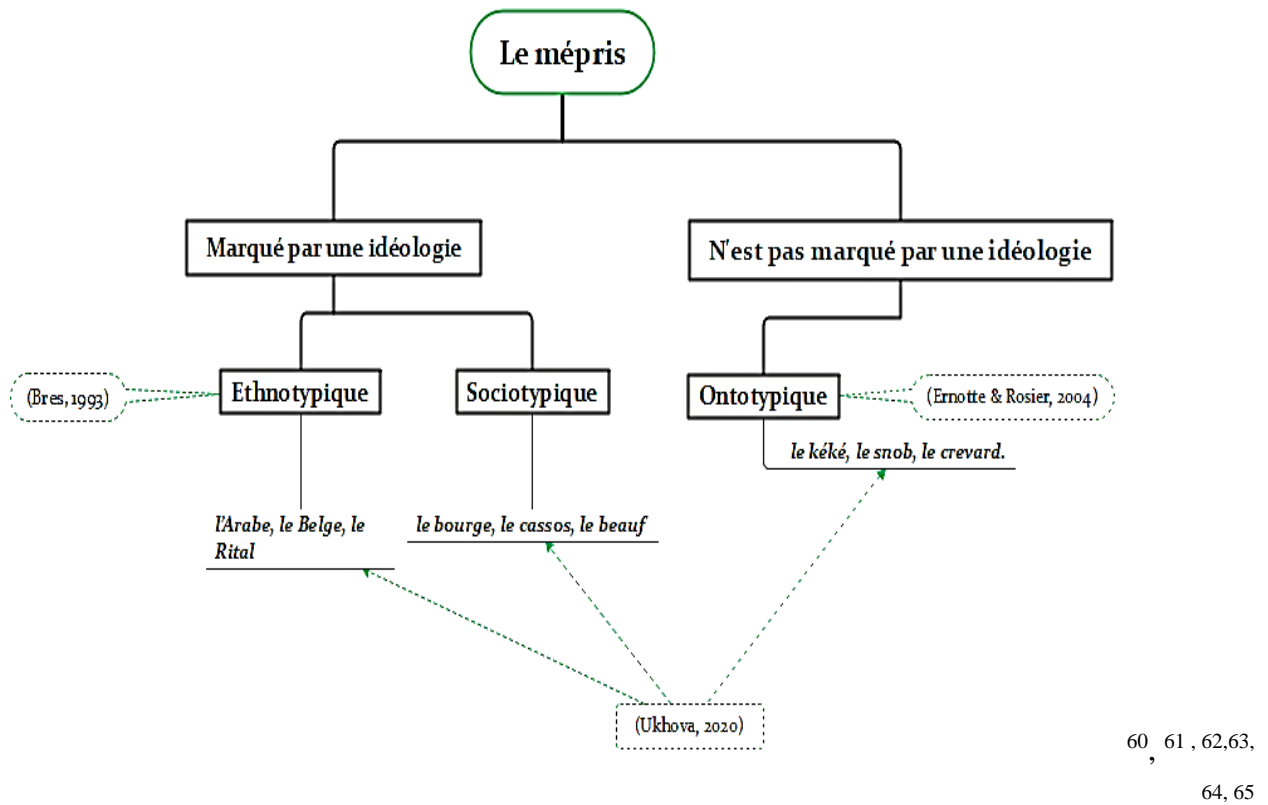 Le mépris
Marqué par une idéologie
N'est pas marqué par une idéologie
(Bres, 1993)
Ethnotypique
Sociotypique
Ontotypique
(Ernotte & Rosier, 2004)
le kéké, le snob, le crevard.
l'Arabe, le Belge, le
Rital
le bourge, le cassos, le beauf
(Ukhova, 2020)
60, 61 , 62,63,
64, 65